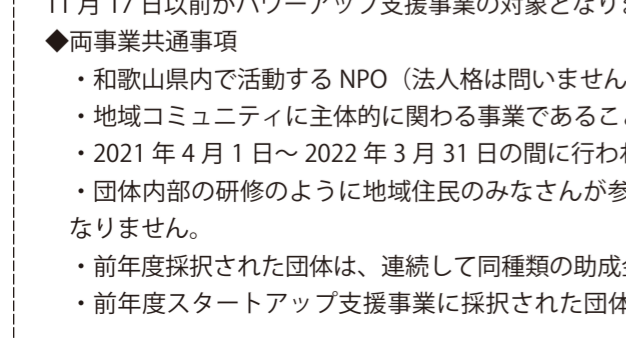 11 月 17 日以前がパワーアップ支援事業の対象となりま
◆両事業共通事項
・和歌山県内で活動する NPO（法人格は問いません
・地域コミュニティに主体的に関わる事業であるこ
・2021 年 4 月 1 日～ 2022 年 3 月 31 日の間に行わ
・団体内部の研修のように地域住民のみなさんが参
なりません。
・前年度採択された団体は、連続して同種類の助成金
・前年度スタートアップ支援事業に採択された団体